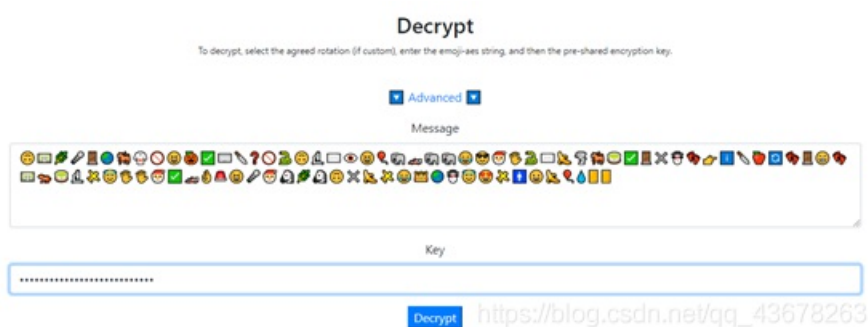 Decrypt
To decrypt, select the agreed rotation (if custom), enter the emoji-aes string, and then the pre-shared encryption key.
Advanced
Message
Key
Decrypt
https://blog.csdn.net/qq_43678263